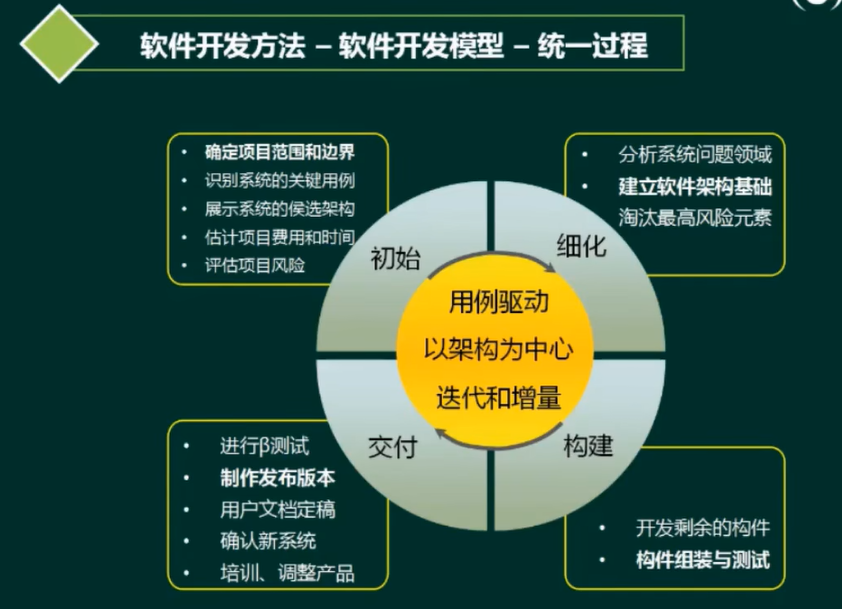 软件开发方法 – 软件开发模型 – 统一过程
• 确定项目范围和边界
• 识别系统的关键用例
• 展示系统的侯选架构
• 估计项目费用和时间
• 评估项目风险
初始
• 分析系统问题领域
• 建立软件架构基础
淘汰最高风险元素
细化
用例驱动
以架构为中心
迭代和增量
交付
• 进行β测试
• 制作发布版本
• 用户文档定稿
• 确认新系统
• 培训、调整产品
构建
• 开发剩余的构件
• 构件组装与测试